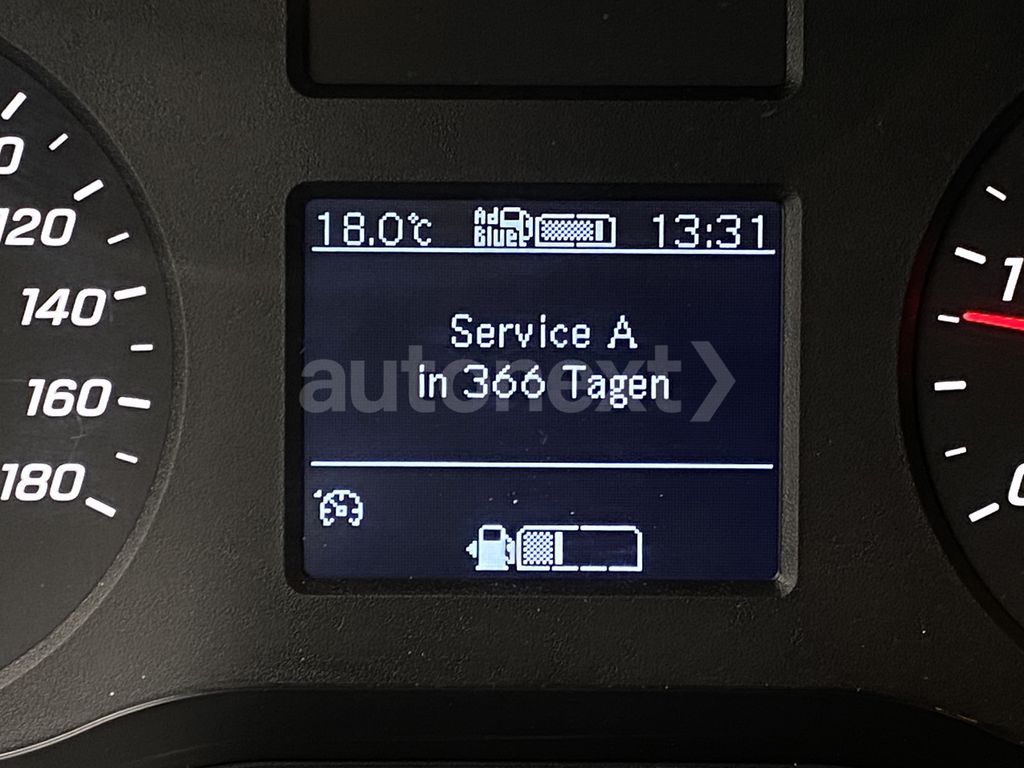 18.0°C AdBlue 13:31
Service A
in 366 Tagen
autonext
120
140
160
180